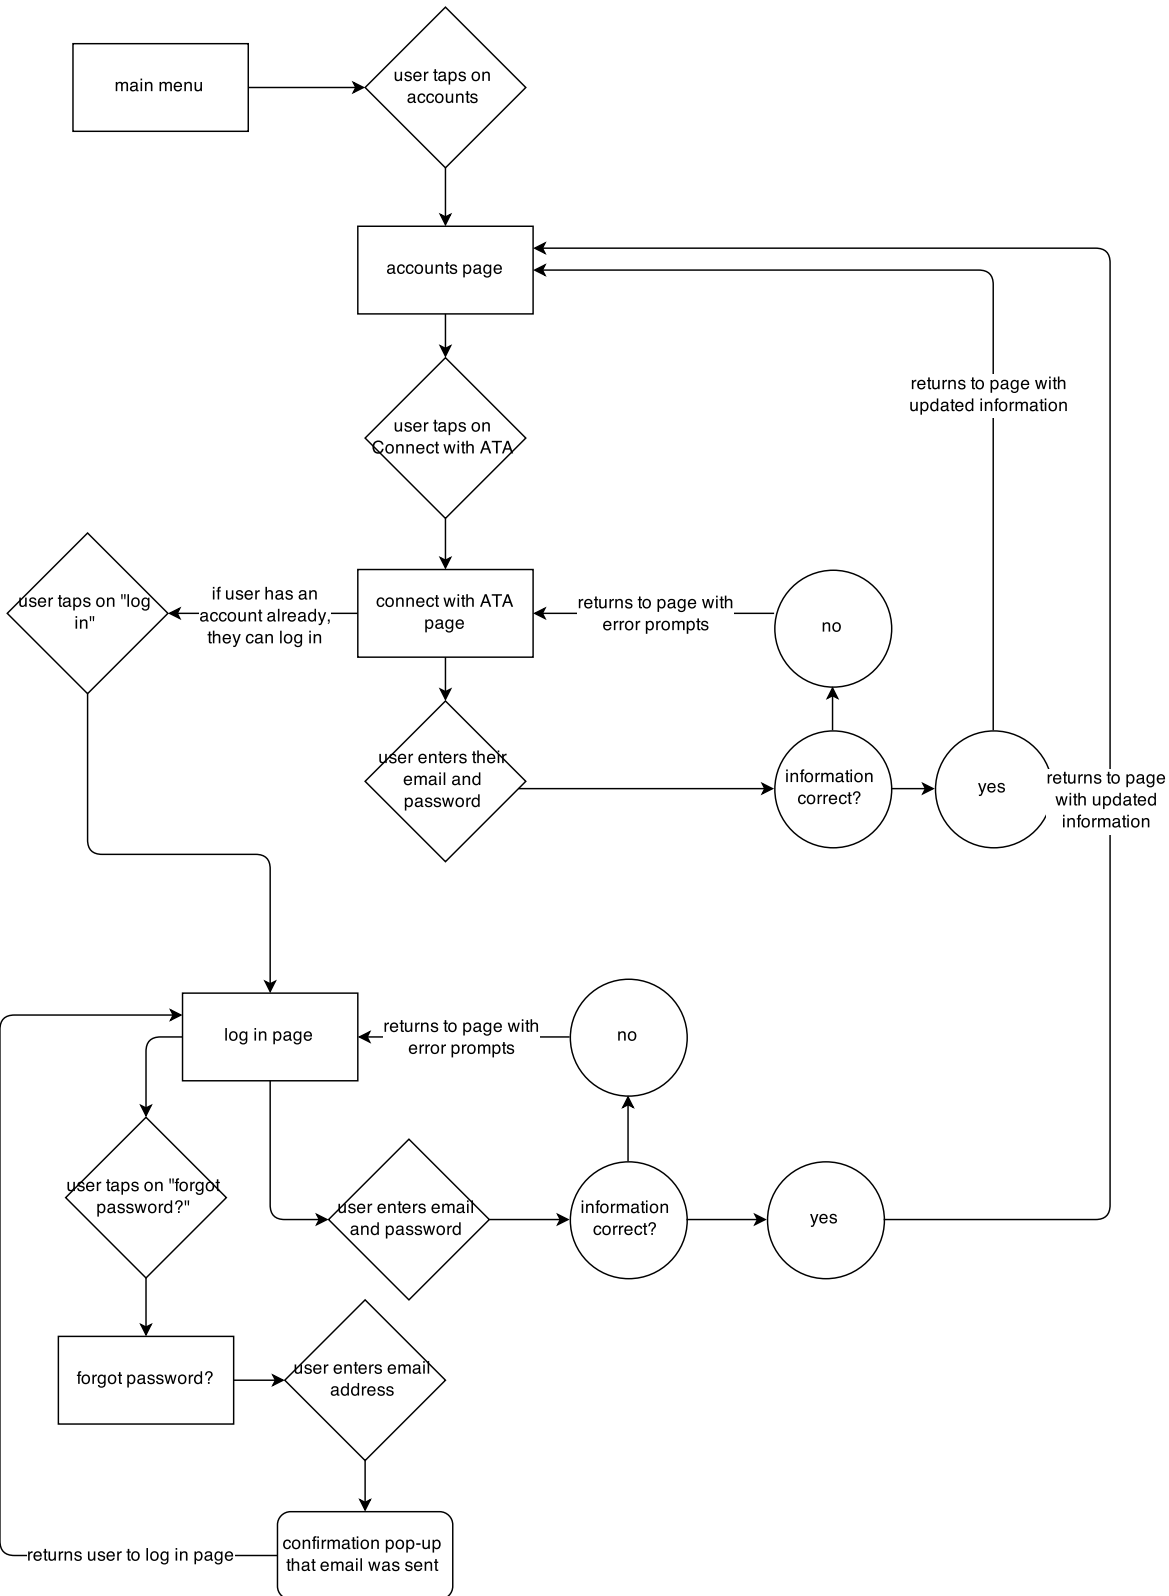 main menu
user taps on
accounts
accounts page
returns to page with
updated information
user taps on
Connect with ATA
user taps on "log
in"
if user has an
account already,
they can log in
connect with ATA
page
returns to page with
error prompts
no
user enters their
email and
password
information
correct?
yes
returns to page
with updated
information
log in page
returns to page with
error prompts
no
user taps on "forgot
password?"
user enters email
and password
information
correct?
yes
forgot password?
user enters email
address
confirmation pop-up
that email was sent
returns user to log in page